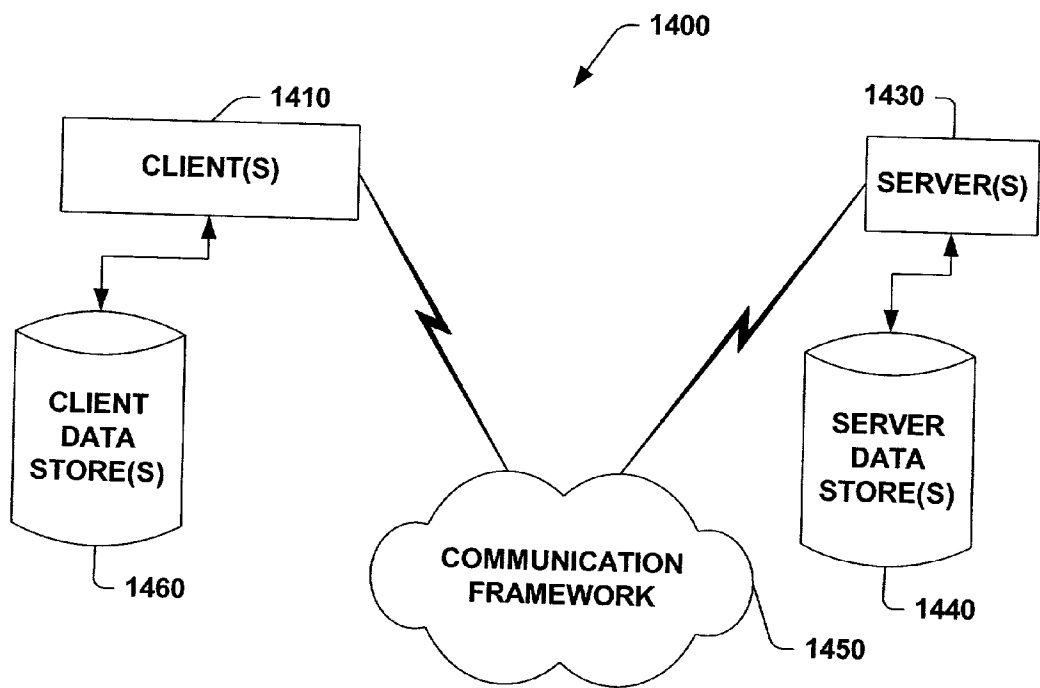 1400
1410
CLIENT(S)
1430
SERVER(S)
CLIENT
DATA
STORE(S)
1460
SERVER
DATA
STORE(S)
1440
COMMUNICATION
FRAMEWORK
1450